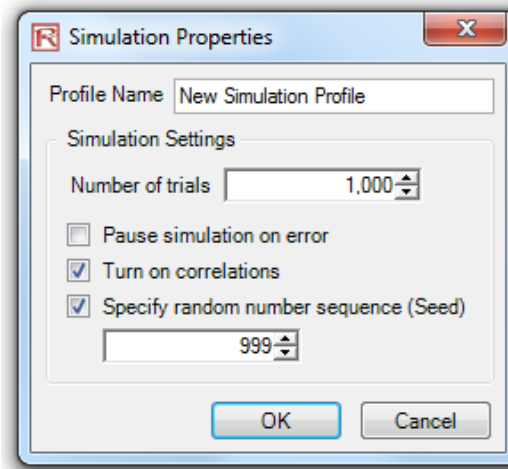 Simulation Properties
Profile Name New Simulation Profile
Simulation Settings
Number of trials 1,000
Pause simulation on error
Turn on correlations
Specify random number sequence (Seed)
999
OK Cancel